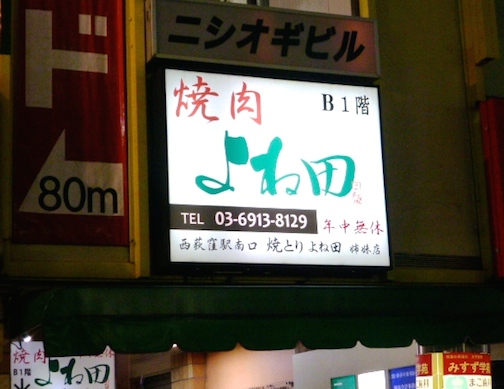 ニシオギビル
ド
80m
焼肉
B1階
よね田
TEL 03-6913-8129
年中無休
西荻窪駅南口 焼とり よね田 姉妹店
焼肉
B1階
よね田
みすず学苑